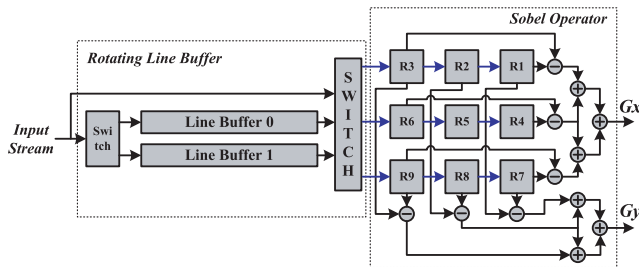 Sobel Operator
Rotating Line Buffer
R3 R2 R1
SWITCH
Gx
Input Stream
Swi
tch
Line Buffer 0
R6 R5 R4
Line Buffer 1
R9 R8 R7
Gy